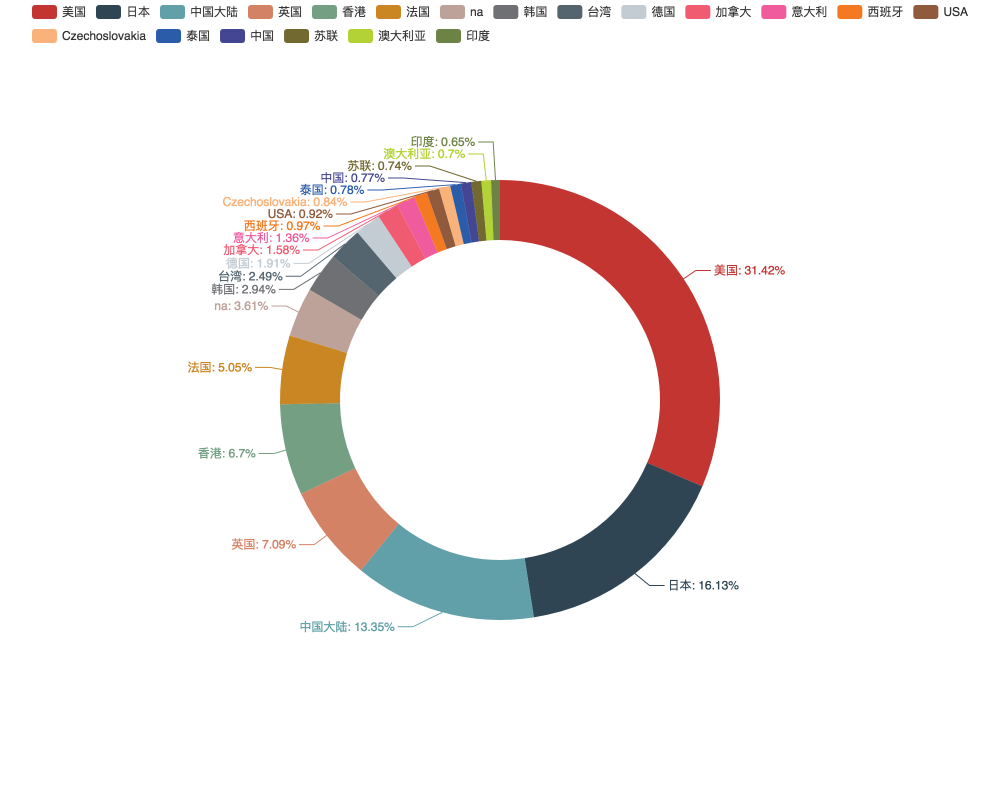 美国 日本 中国大陆 英国 香港 法国 na 韩国 台湾 德国 加拿大 意大利 西班牙 USA
Czechoslovakia 泰国 中国 苏联 澳大利亚 印度
印度: 0.65%
澳大利亚: 0.7%
苏联: 0.74%
中国: 0.77%
泰国: 0.78%
Czechoslovakia: 0.84%
USA: 0.92%
西班牙: 0.97%
意大利: 1.36%
加拿大: 1.58%
德国: 1.91%
美国: 31.42%
台湾: 2.49%
韩国: 2.94%
na: 3.61%
法国: 5.05%
香港: 6.7%
英国: 7.09%
日本: 16.13%
中国大陆: 13.35%